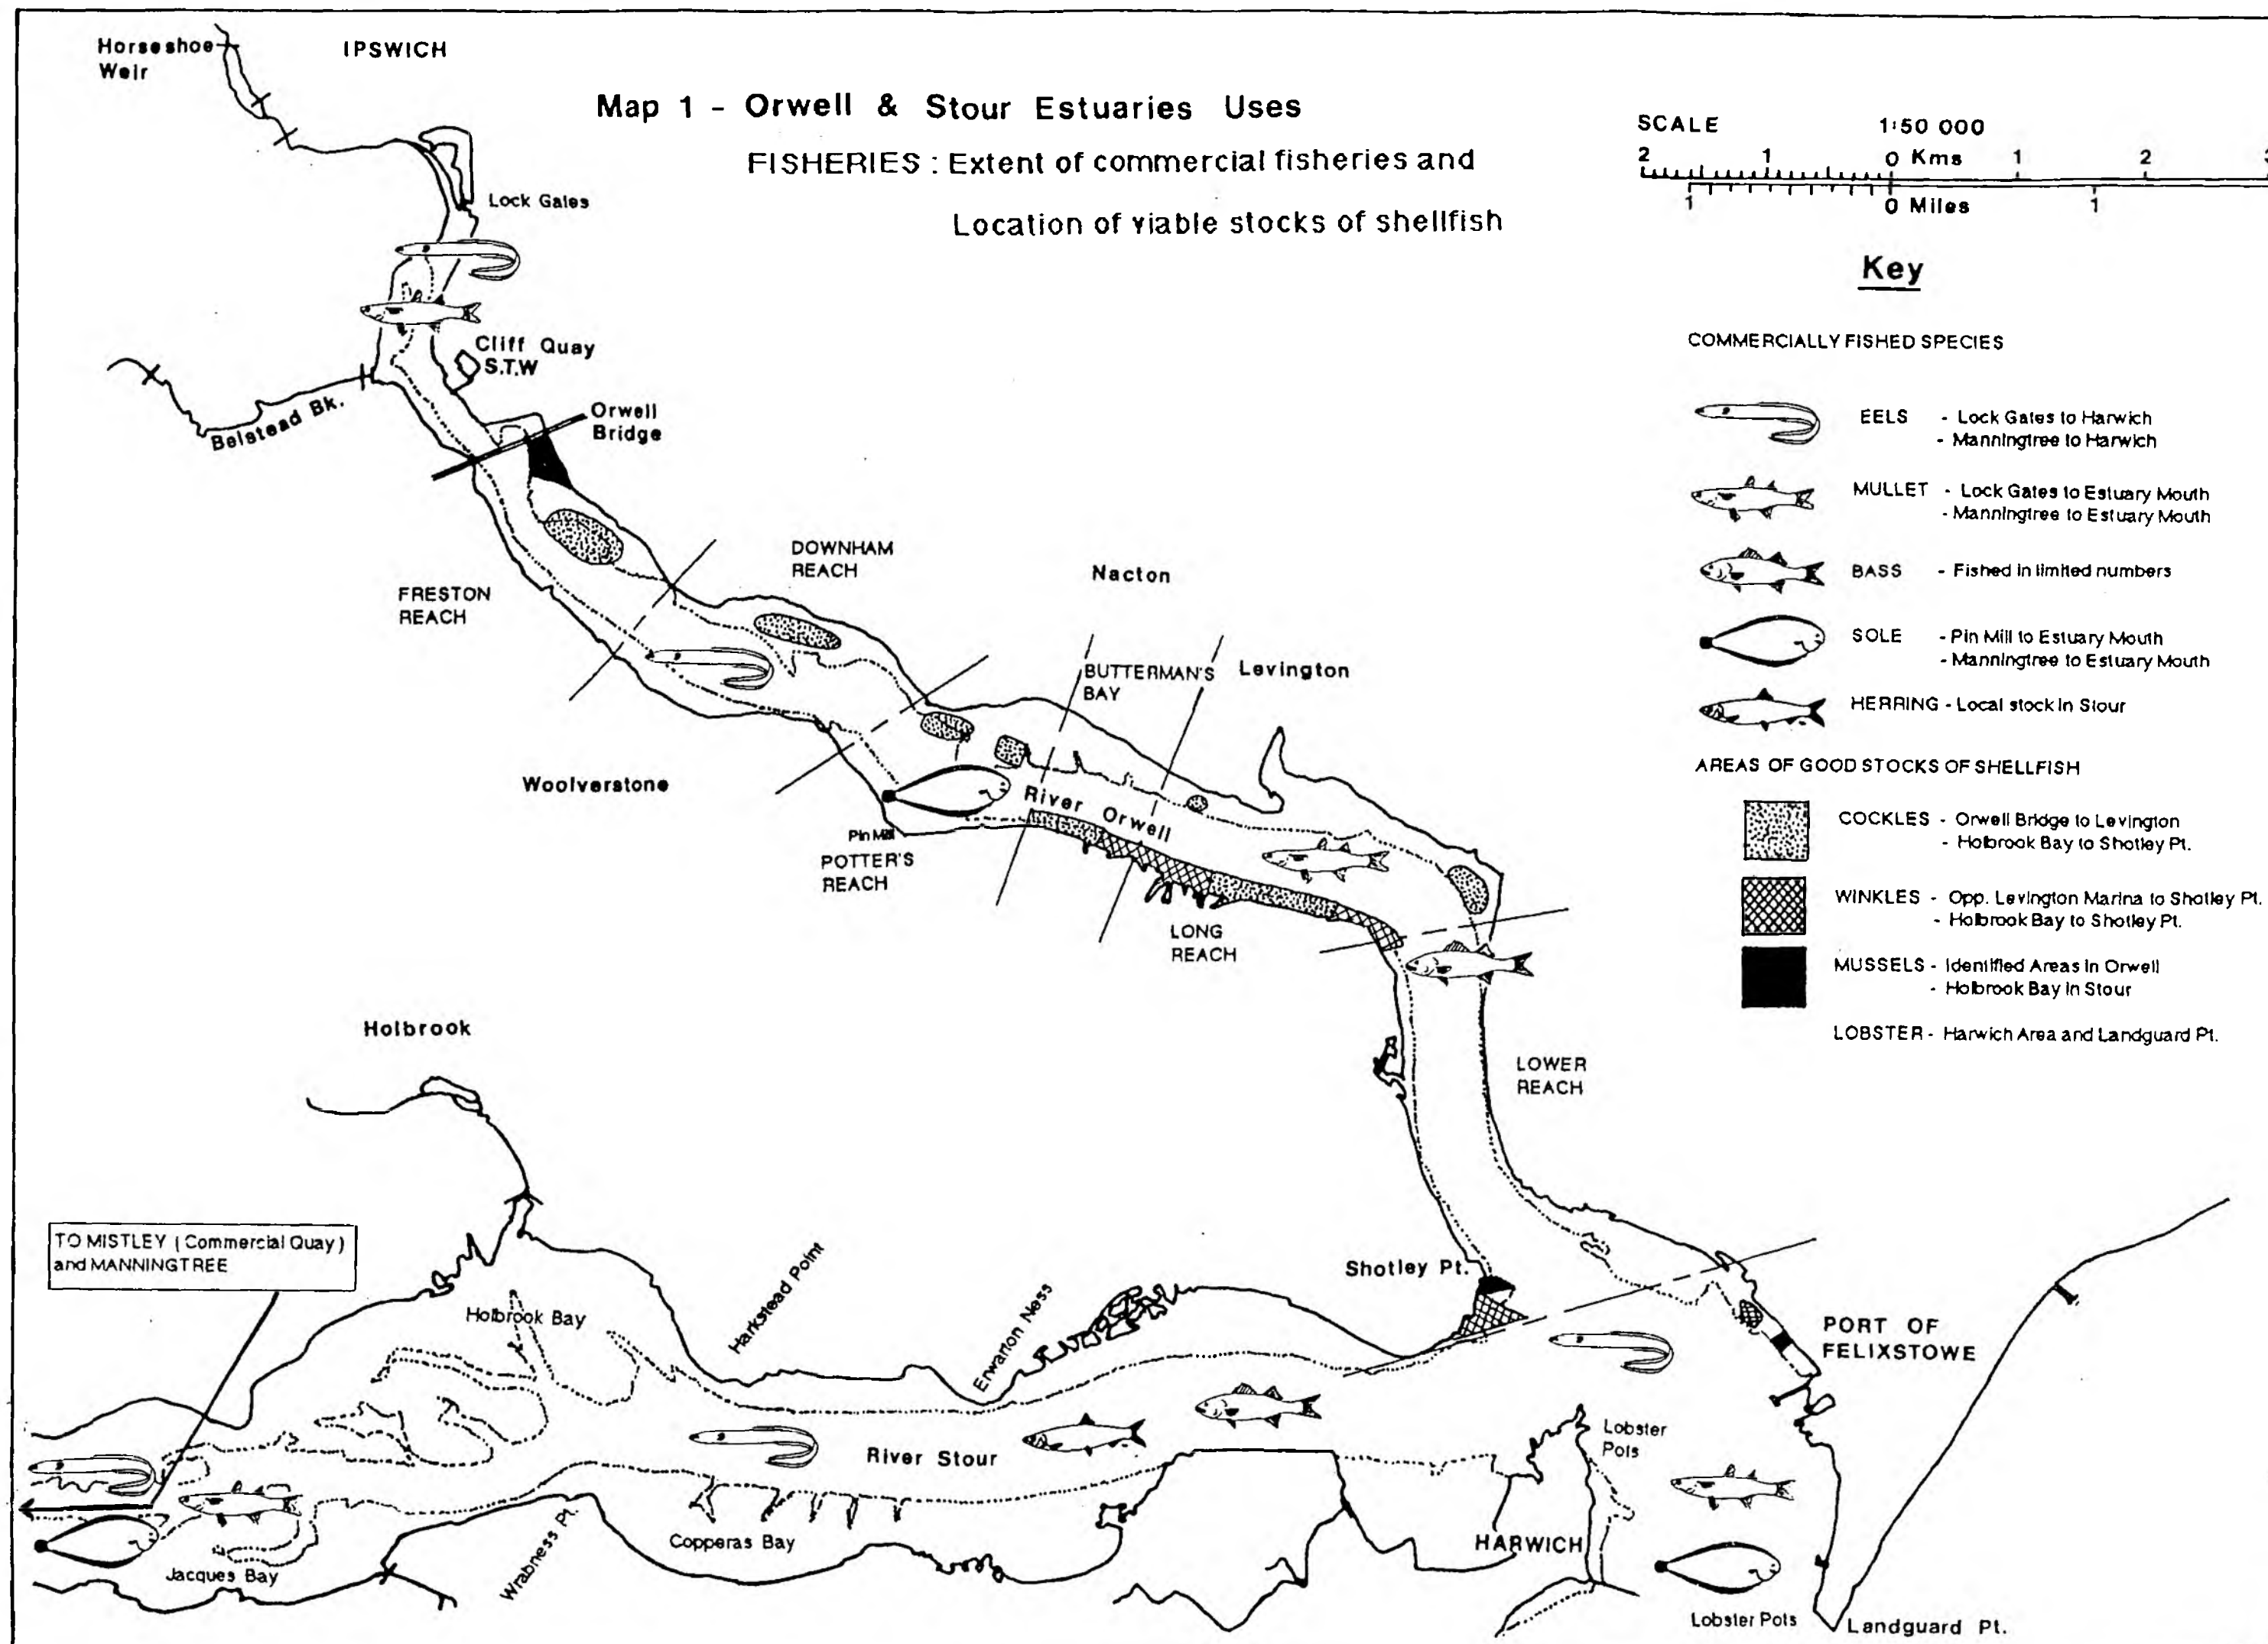 Horseshoe
Weir
IPSWICH
Map 1 - Orwell & Stour Estuaries Uses
FISHERIES : Extent of commercial fisheries and
Location of viable stocks of shellfish
SCALE 1:50 000
2 1 0 Kms 1 2 3
1 0 Miles 1
Key
COMMERCIALLY FISHED SPECIES
EELS - Lock Gates to Harwich
- Manningtree to Harwich
MULLET - Lock Gates to Estuary Mouth
- Manningtree to Estuary Mouth
BASS - Fished in limited numbers
SOLE - Pin Mill to Estuary Mouth
- Manningtree to Estuary Mouth
HERRING - Local stock in Stour
AREAS OF GOOD STOCKS OF SHELLFISH
COCKLES - Orwell Bridge to Levington
- Holbrook Bay to Shotley Pt.
WINKLES - Opp. Levington Marina to Shotley Pt.
- Holbrook Bay to Shotley Pt.
MUSSELS - Identified Areas in Orwell
- Holbrook Bay in Stour
LOBSTER - Harwich Area and Landguard Pt.
Lock Gates
Cliff Quay
S.T.W
Belstead Bk.
Orwell
Bridge
DOWNHAM
REACH
FRESTON
REACH
Nacton
BUTTERMAN'S
BAY
Levington
Woolverstone
River Orwell
Pin Mill
POTTER'S
REACH
LONG
REACH
LOWER
REACH
Holbrook
TO MISTLEY ( Commercial Quay )
and MANNINGTREE
Holbrook Bay
Harkstead Point
Erwarton Ness
Shotley Pt.
PORT OF
FELIXSTOWE
River Stour
Lobster
Pots
Jacques Bay
Wrabness Pt.
Copperas Bay
HARWICH
Lobster Pots
Landguard Pt.